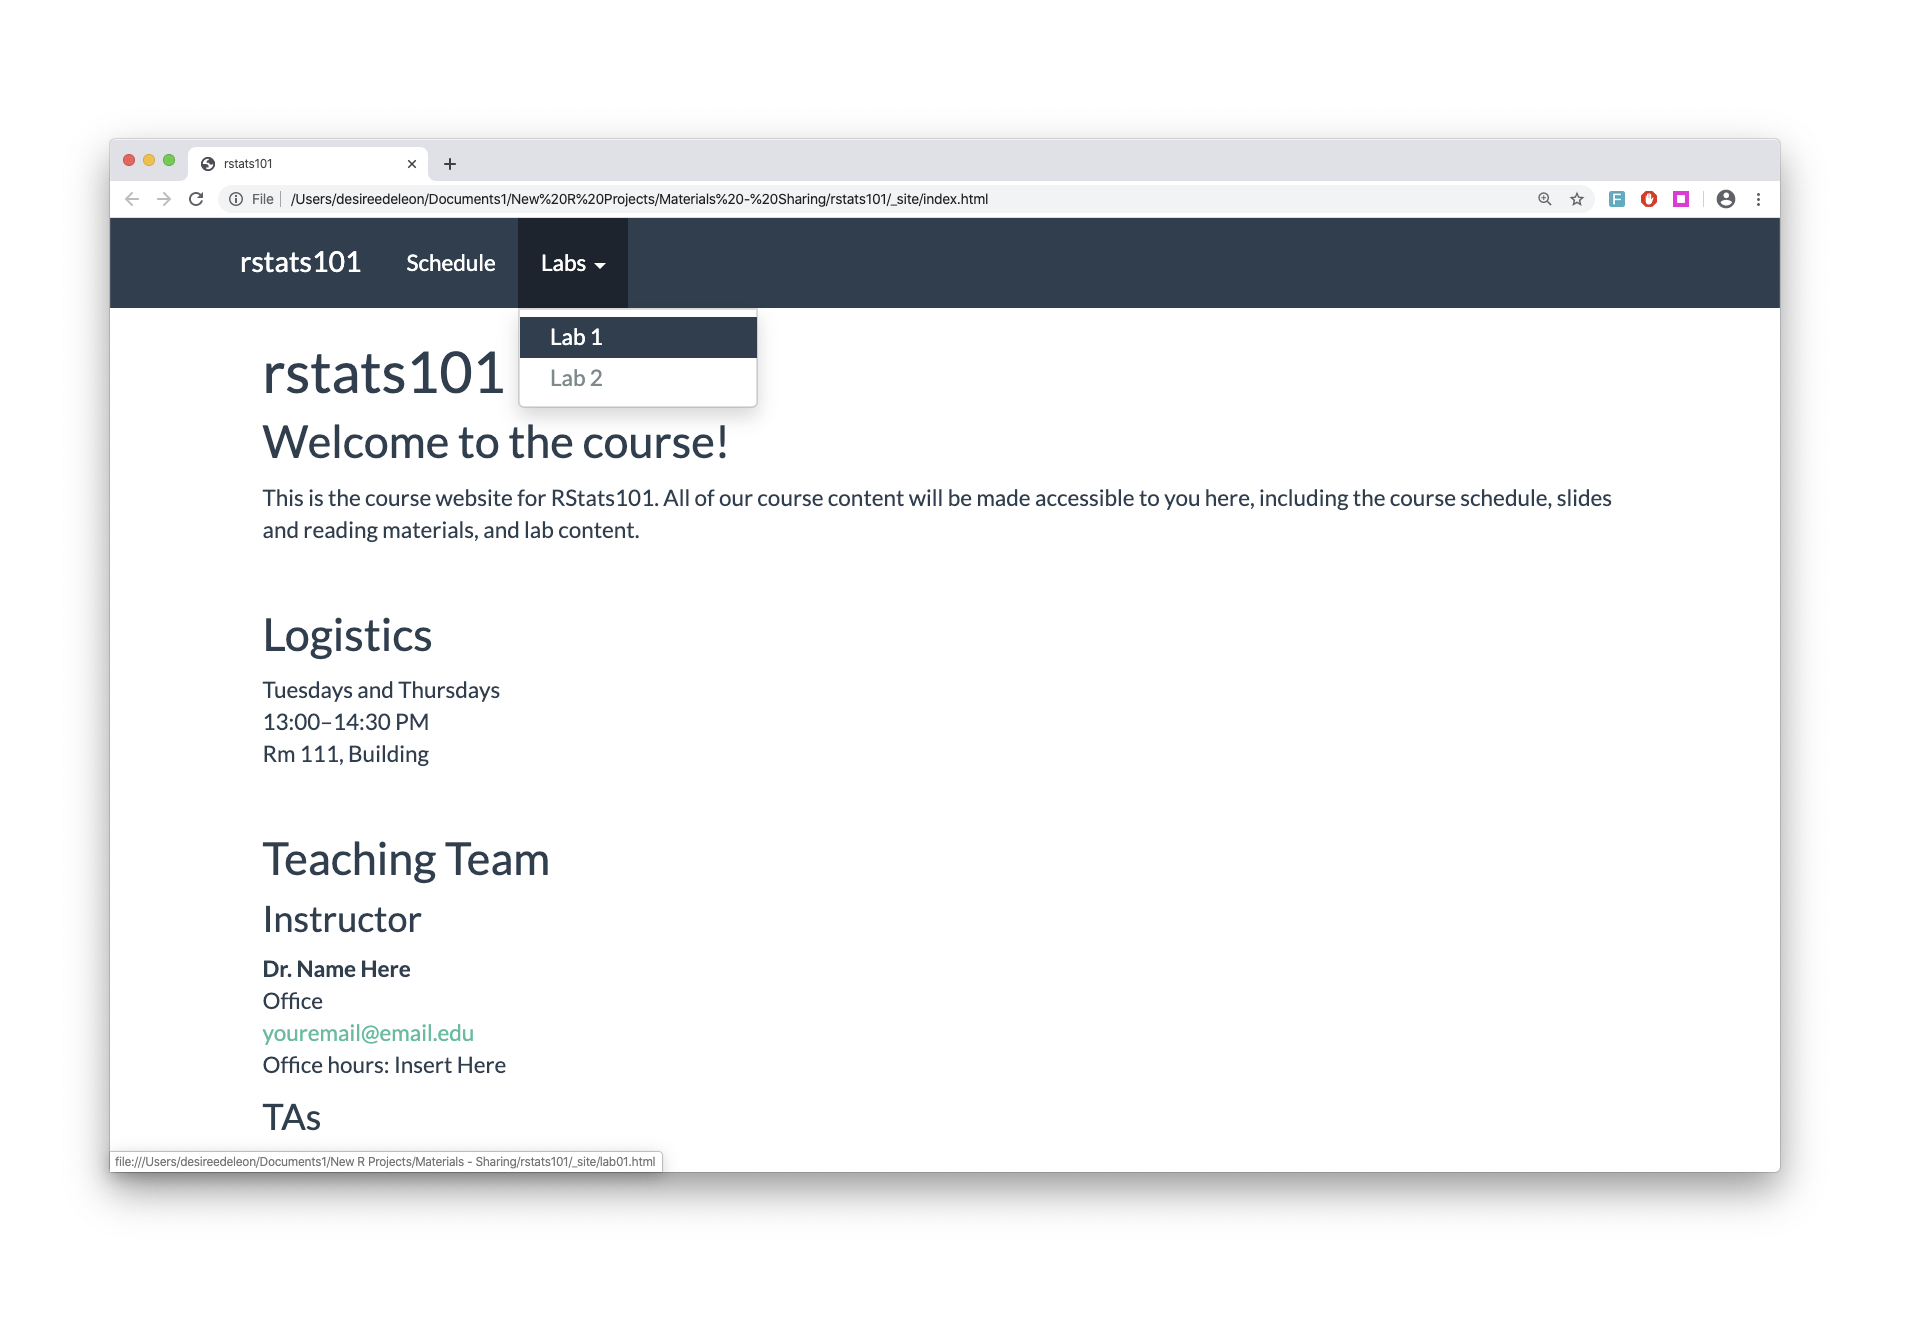 rstats101
File
/Users/desireedeleon/Documents1/New%20R%20Projects/Materials%20-%20Sharing/rstats101/_site/index.html
F
rstats101
Schedule
Labs
Lab 1
Lab 2
rstats101
Welcome to the course!
This is the course website for RStats101. All of our course content will be made accessible to you here, including the course schedule, slides
and reading materials, and lab content.
Logistics
Tuesdays and Thursdays
13:00–14:30 PM
Rm 111, Building
Teaching Team
Instructor
Dr. Name Here
Office
youremail@email.edu
Office hours: Insert Here
TAs
file:///Users/desireedeleon/Documents1/New R Projects/Materials - Sharing/rstats101/_site/lab01.html